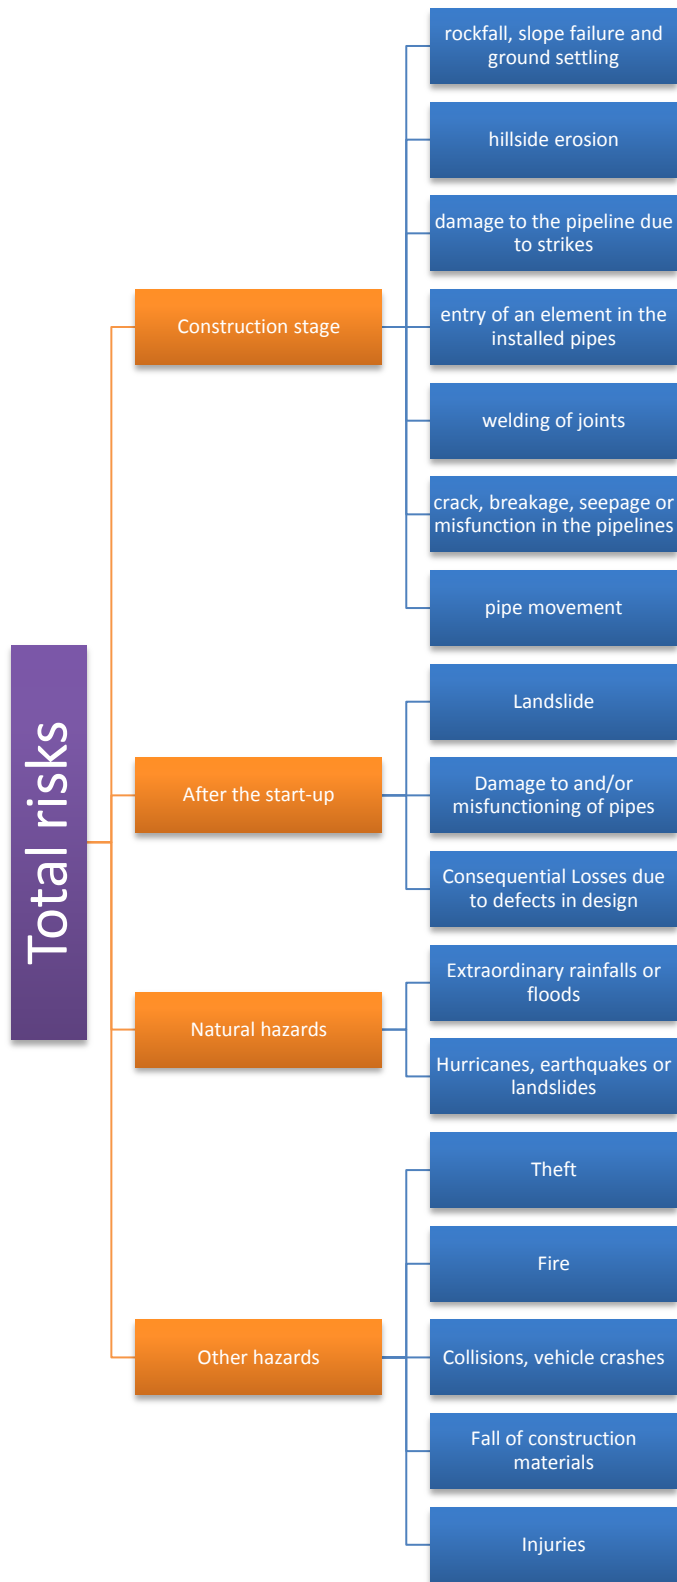 Total risks
Construction stage
rockfall, slope failure and
ground settling
hillside erosion
damage to the pipeline due
to strikes
entry of an element in the
installed pipes
welding of joints
crack, breakage, seepage or
misfunction in the pipelines
pipe movement
After the start-up
Landslide
Damage to and/or
misfunctioning of pipes
Consequential Losses due
to defects in design
Natural hazards
Extraordinary rainfalls or
floods
Hurricanes, earthquakes or
landslides
Other hazards
Theft
Fire
Collisions, vehicle crashes
Fall of construction
materials
Injuries